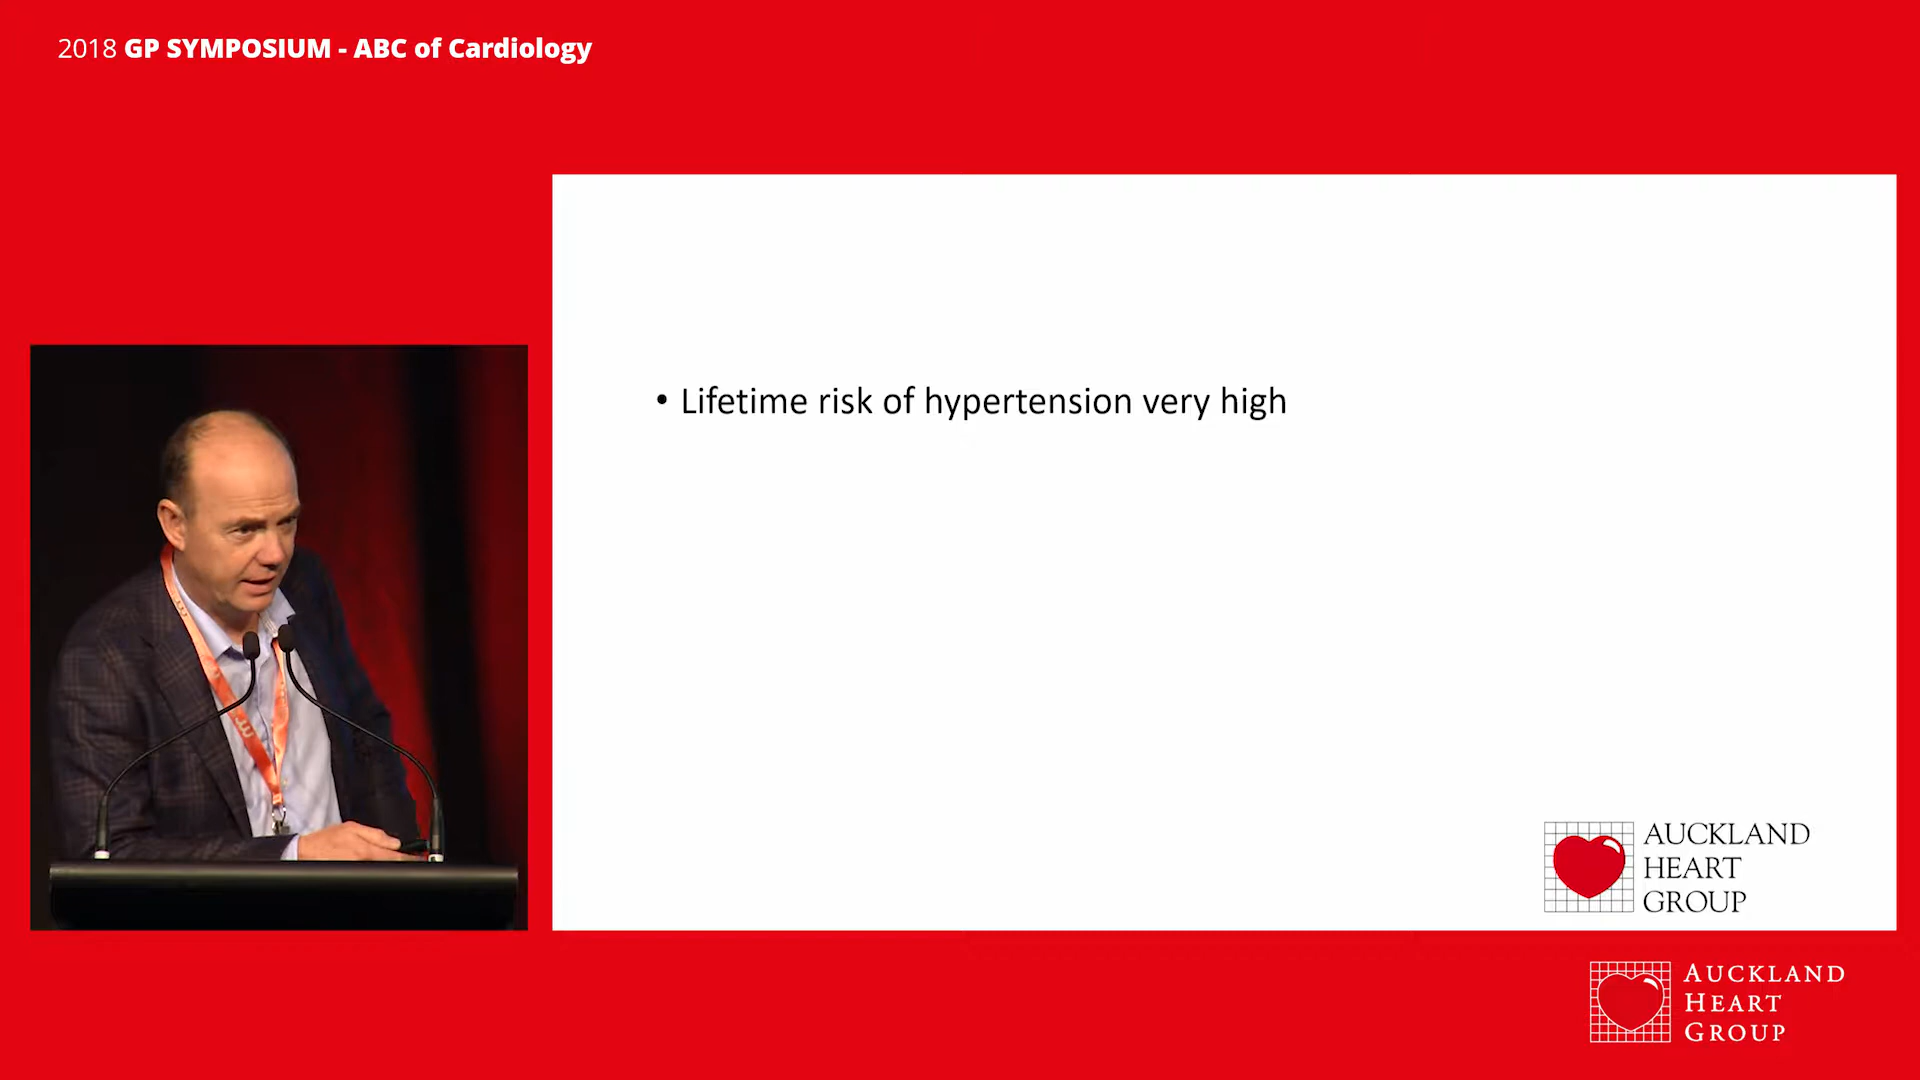 2018 GP SYMPOSIUM - ABC of Cardiology
• Lifetime risk of hypertension very high
AUCKLAND
HEART
GROUP
AUCKLAND
HEART
GROUP